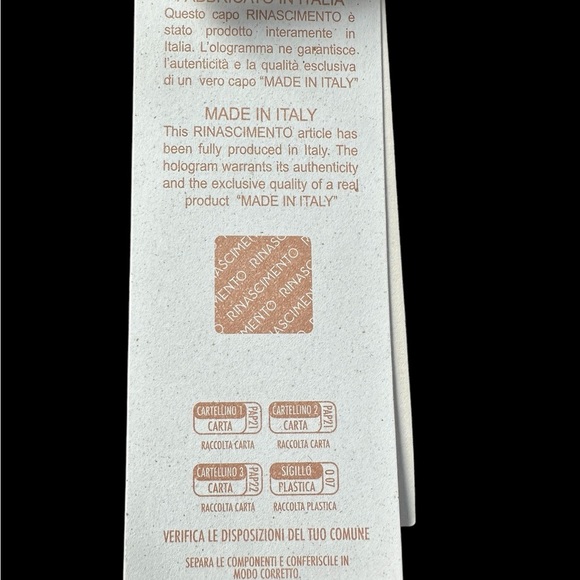 FABBRICATO IN ITALIA
Questo capo RINASCIMENTO è
stato prodotto interamente in
Italia. L'ologramma ne garantisce
l'autenticità e la qualità esclusiva
di un vero capo "MADE IN ITALY"
MADE IN ITALY
This RINASCIMENTO article has
been fully produced in Italy. The
hologram warrants its authenticity
and the exclusive quality of a real
product "MADE IN ITALY"
RINASCIMENTO
CARTELLINO 1
CARTA
PAP21
RACCOLTA CARTA
CARTELLINO 2
CARTA
PAP21
RACCOLTA CARTA
CARTELLINO 3
CARTA
PAP22
RACCOLTA CARTA
SIGILLO
PLASTICA
O 07
RACCOLTA PLASTICA
VERIFICA LE DISPOSIZIONI DEL TUO COMUNE
SEPARA LE COMPONENTI E CONFERISCILE IN
MODO CORRETTO.